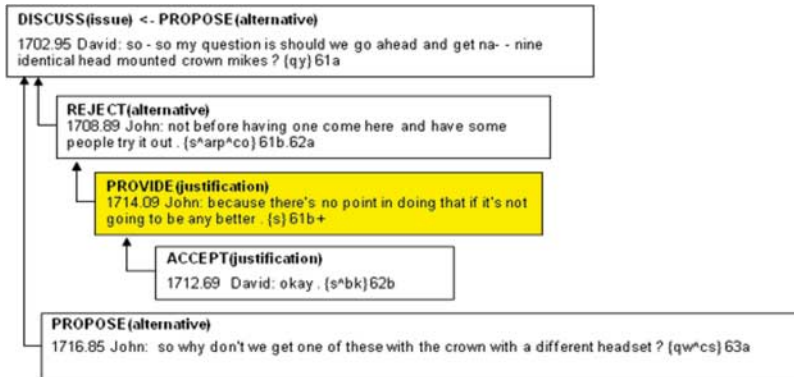 DISCUSS(issue) <- PROPOSE(alternative)
1702.95 David: so - so my question is should we go ahead and get na- - nine
identical head mounted crown mikes ? {qy} 61a
REJECT(alternative)
1708.89 John: not before having one come here and have some
people try it out . {s^arp^co} 61b.62a
PROVIDE(justification)
1714.09 John: because there's no point in doing that if it's not
going to be any better . {s} 61b+
ACCEPT(justification)
1712.69 David: okay . {s^bk} 62b
PROPOSE(alternative)
1716.85 John: so why don't we get one of these with the crown with a different headset ? {qw^cs} 63a